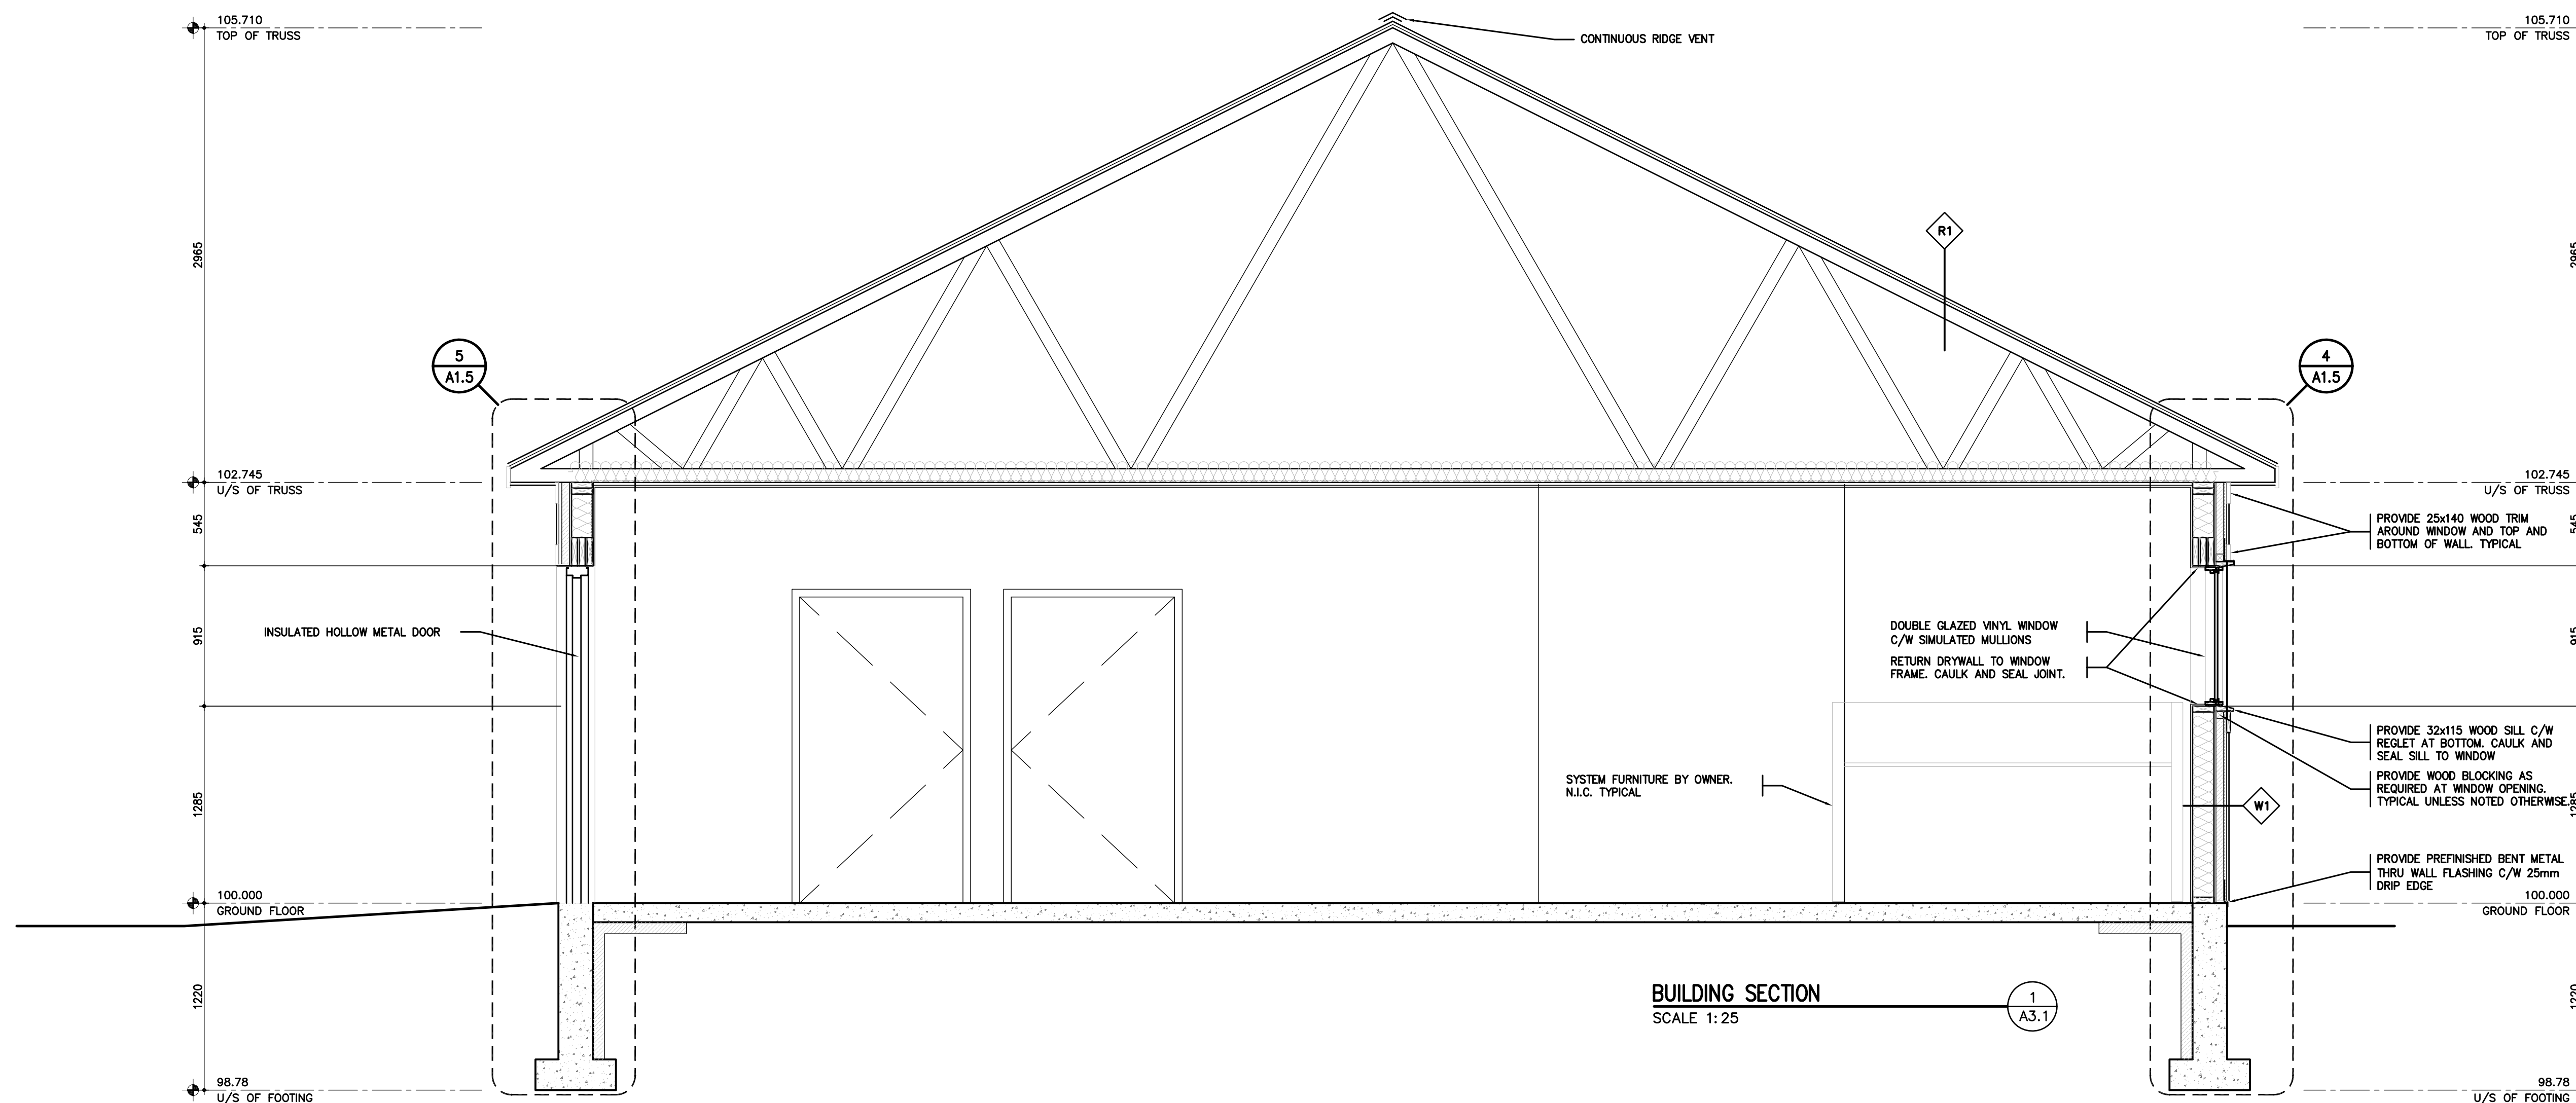 105.710
TOP OF TRUSS
105.710
TOP OF TRUSS
CONTINUOUS RIDGE VENT
2965
2965
R1
5
A1.5
4
A1.5
102.745
U/S OF TRUSS
102.745
U/S OF TRUSS
545
545
PROVIDE 25x140 WOOD TRIM
AROUND WINDOW AND TOP AND
BOTTOM OF WALL. TYPICAL
INSULATED HOLLOW METAL DOOR
915
915
DOUBLE GLAZED VINYL WINDOW
C/W SIMULATED MULLIONS
RETURN DRYWALL TO WINDOW
FRAME. CAULK AND SEAL JOINT.
PROVIDE 32x115 WOOD SILL C/W
REGLET AT BOTTOM. CAULK AND
SEAL SILL TO WINDOW
SYSTEM FURNITURE BY OWNER.
N.I.C. TYPICAL
PROVIDE WOOD BLOCKING AS
REQUIRED AT WINDOW OPENING.
TYPICAL UNLESS NOTED OTHERWISE.
1285
1285
W1
PROVIDE PREFINISHED BENT METAL
THRU WALL FLASHING C/W 25mm
DRIP EDGE
100.000
GROUND FLOOR
100.000
GROUND FLOOR
1220
1220
BUILDING SECTION
SCALE 1:25
1
A3.1
98.78
U/S OF FOOTING
98.78
U/S OF FOOTING